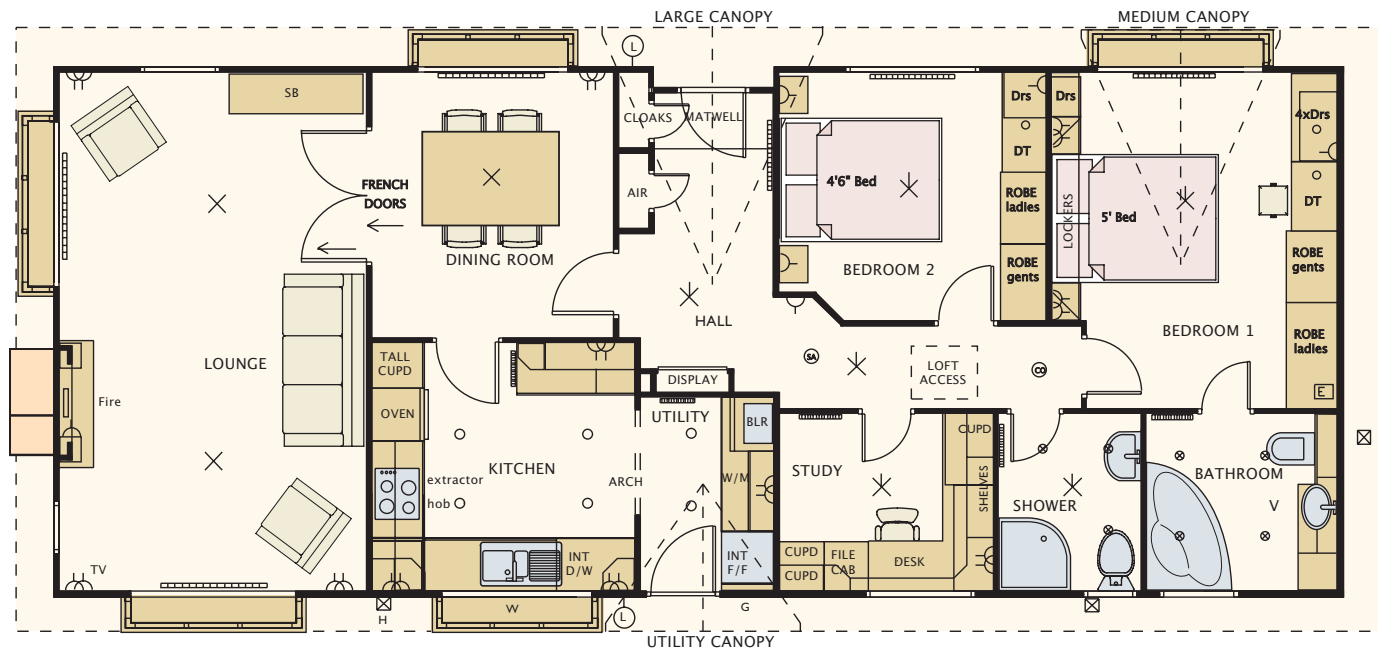 LARGE CANOPY
MEDIUM CANOPY
L
SB
CLOAKS
MATWELL
Drs
Drs
4xDrs
DT
FRENCH
DOORS
AIR
4'6" Bed
ROBE
ladies
LOCKERS
5' Bed
DT
DINING ROOM
BEDROOM 2
ROBE
gents
ROBE
gents
HALL
BEDROOM 1
ROBE
ladies
LOUNGE
TALL
CUPD
SA
LOFT
ACCESS
CO
DISPLAY
E
Fire
OVEN
UTILITY
BLR
CUPD
KITCHEN
ARCH
W/M
STUDY
SHELVES
BATHROOM
extractor
hob
SHOWER
V
TV
INT
D/W
INT
F/F
CUPD
FILE
CAB
DESK
CUPD
H
W
L
G
UTILITY CANOPY